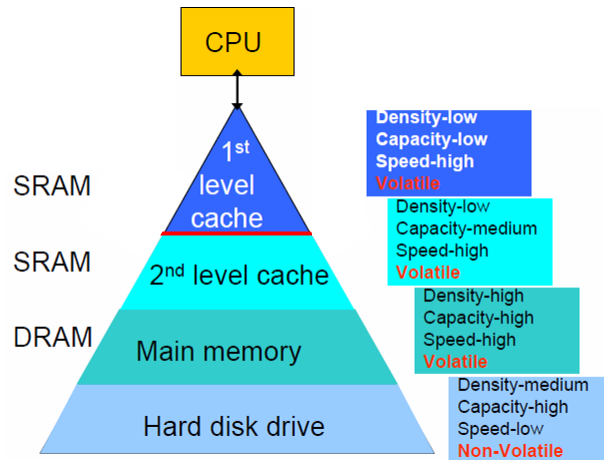 CPU
1st
level
cache
SRAM
Density-low
Capacity-low
Speed-high
Volatile
SRAM
2nd level cache
Density-low
Capacity-medium
Speed-high
Volatile
DRAM
Main memory
Density-high
Capacity-high
Speed-high
Volatile
Hard disk drive
Density-medium
Capacity-high
Speed-low
Non-Volatile